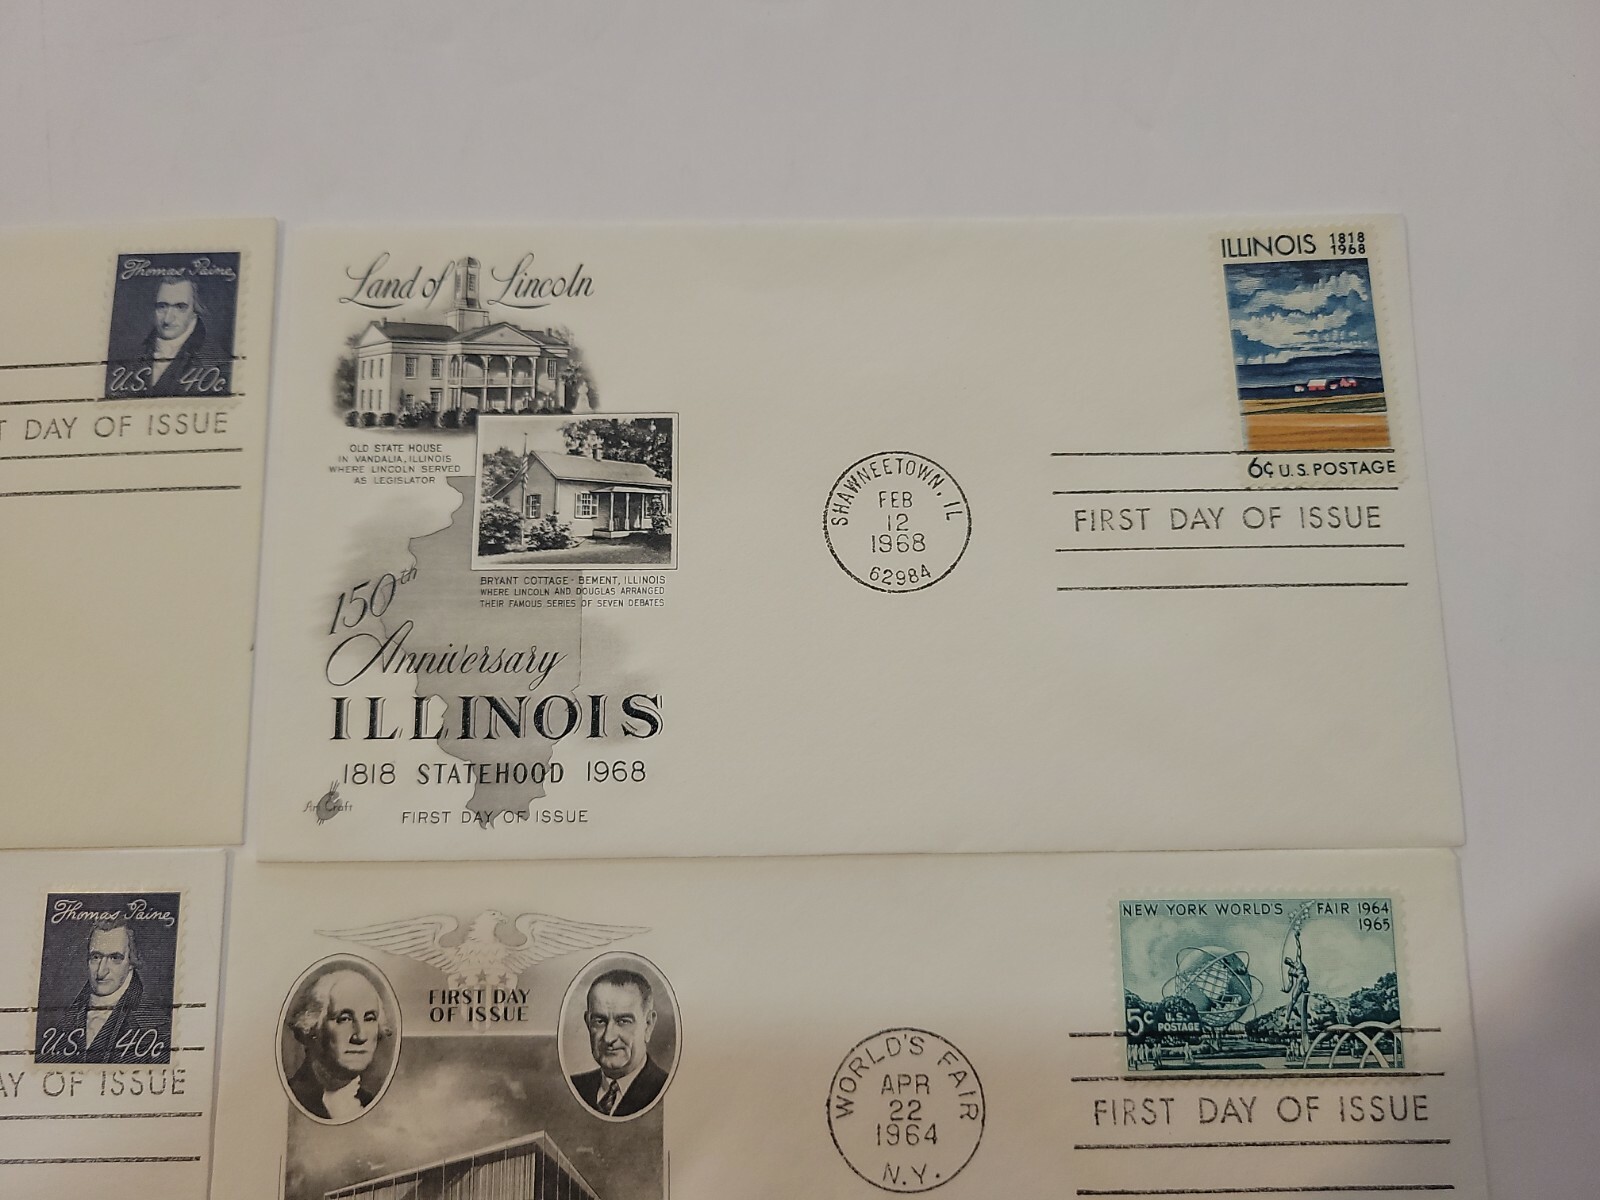 Thomas Paine
U.S. 40c
T DAY OF ISSUE
Land of Lincoln
OLD STATE HOUSE
IN VANDALIA, ILLINOIS
WHERE LINCOLN SERVED
AS LEGISLATOR
BRYANT COTTAGE · BEMENT, ILLINOIS
WHERE LINCOLN AND DOUGLAS ARRANGED
THEIR FAMOUS SERIES OF SEVEN DEBATES
150th
Anniversary
ILLINOIS
1818 STATEHOOD 1968
Art Craft
FIRST DAY OF ISSUE
SHAWNEETOWN, IL
FEB
12
1968
62984
ILLINOIS 1818
1968
6¢ U.S. POSTAGE
FIRST DAY OF ISSUE
Thomas Paine
U.S. 40c
AY OF ISSUE
FIRST DAY
OF ISSUE
WORLD'S FAIR
APR
22
1964
N.Y.
NEW YORK WORLD'S FAIR 1964
1965
5¢ U.S.
POSTAGE
FIRST DAY OF ISSUE